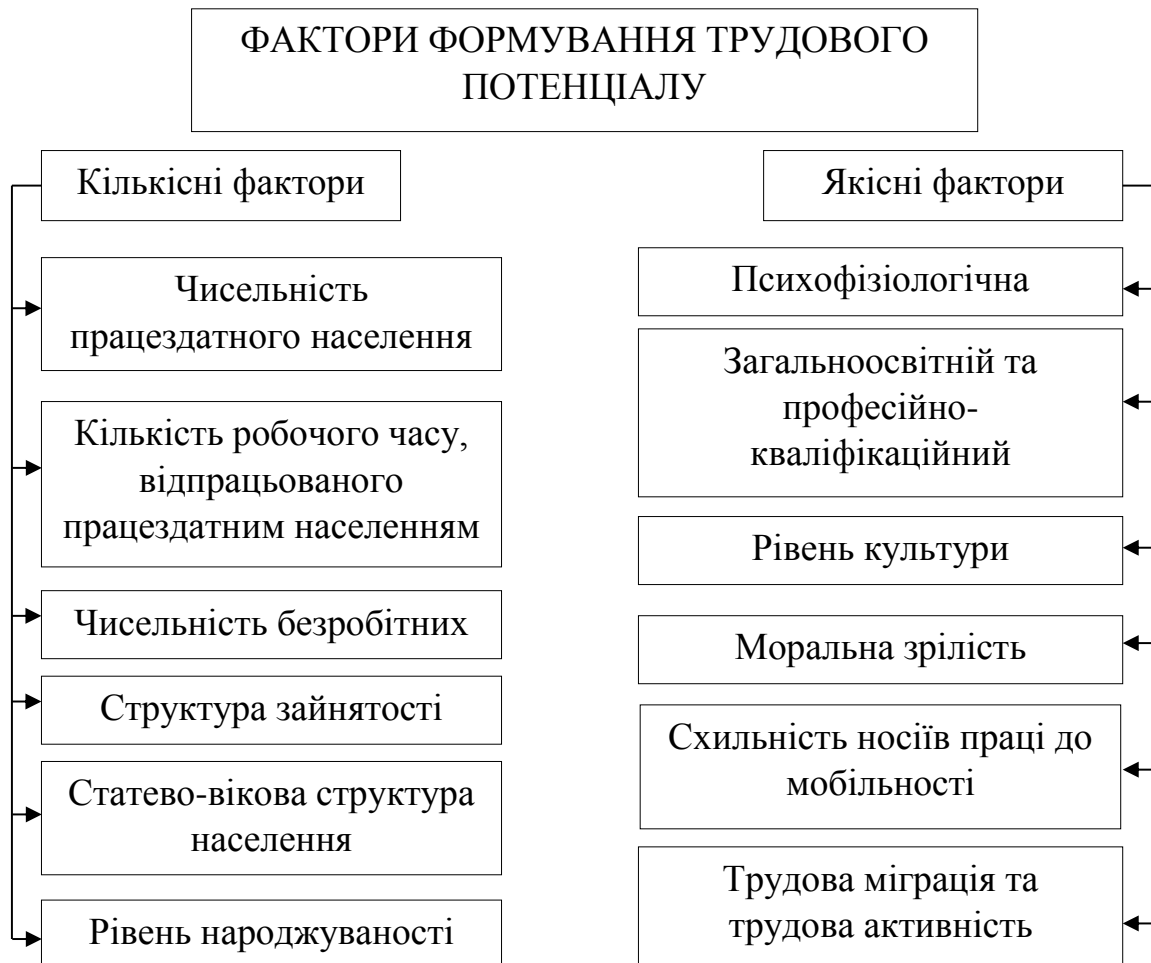 ФАКТОРИ ФОРМУВАННЯ ТРУДОВОГО
ПОТЕНЦІАЛУ
Кількісні фактори
Чисельність
працездатного населення
Кількість робочого часу,
відпрацьованого
працездатним населенням
Чисельність безробітних
Структура зайнятості
Статево-вікова структура
населення
Рівень народжуваності
Якісні фактори
Психофізіологічна
Загальноосвітній та
професійно-
кваліфікаційний
Рівень культури
Моральна зрілість
Схильність носіїв праці до
мобільності
Трудова міграція та
трудова активність